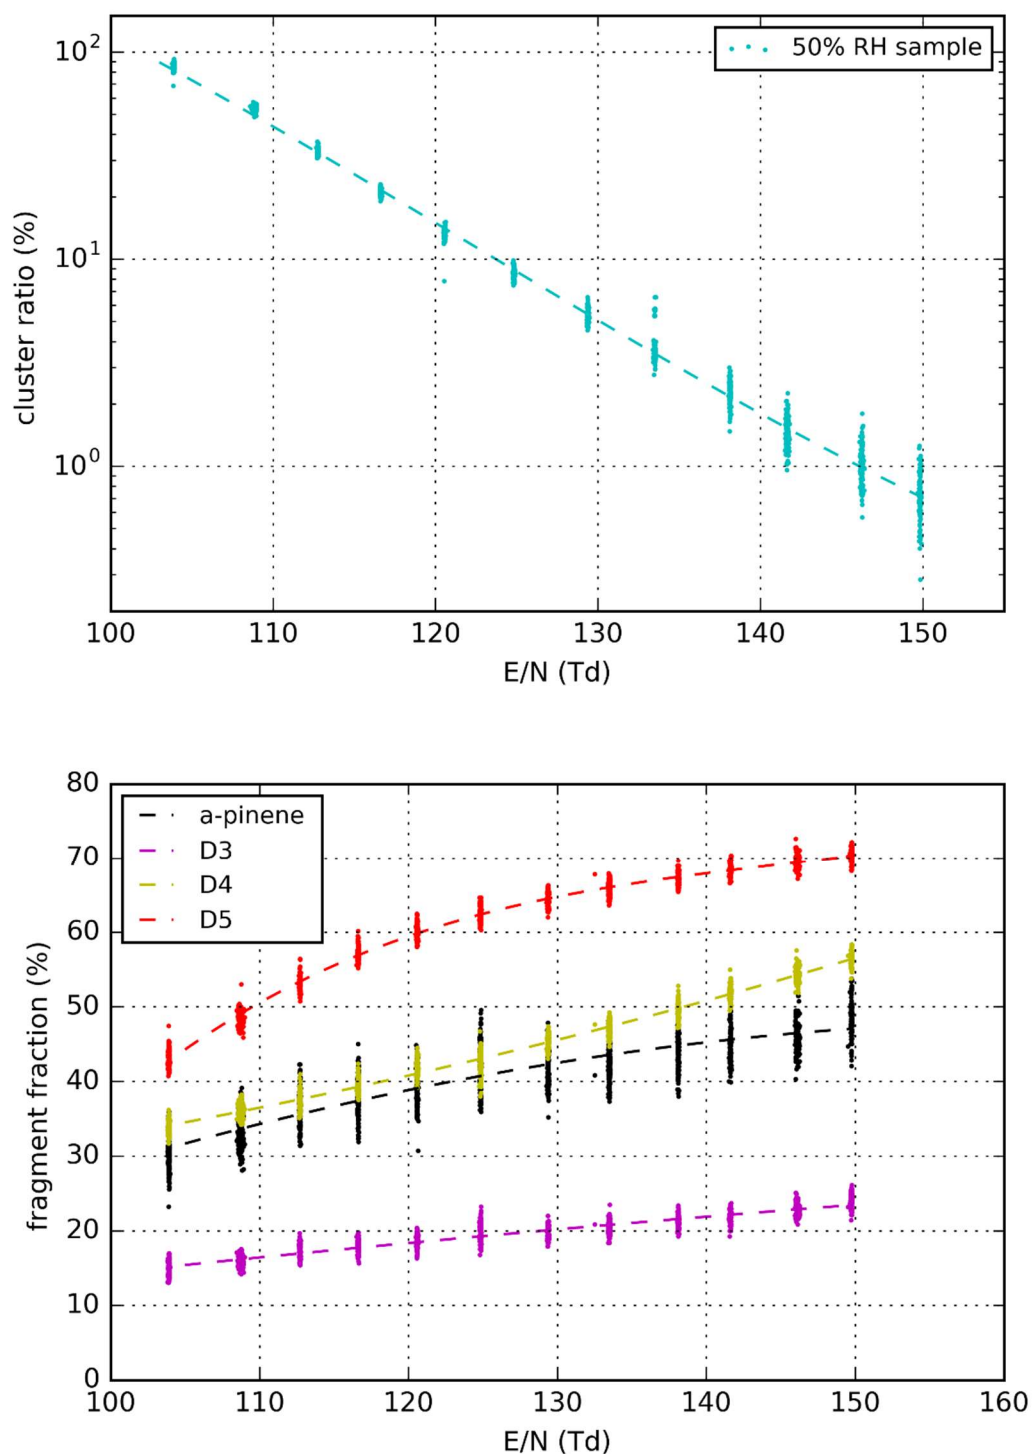 10²
50% RH sample
10¹
10⁰
cluster ratio (%)
100 110 120 130 140 150
E/N (Td)
80
70
60
50
40
30
20
10
0
a-pinene
D3
D4
D5
fragment fraction (%)
100 110 120 130 140 150 160
E/N (Td)